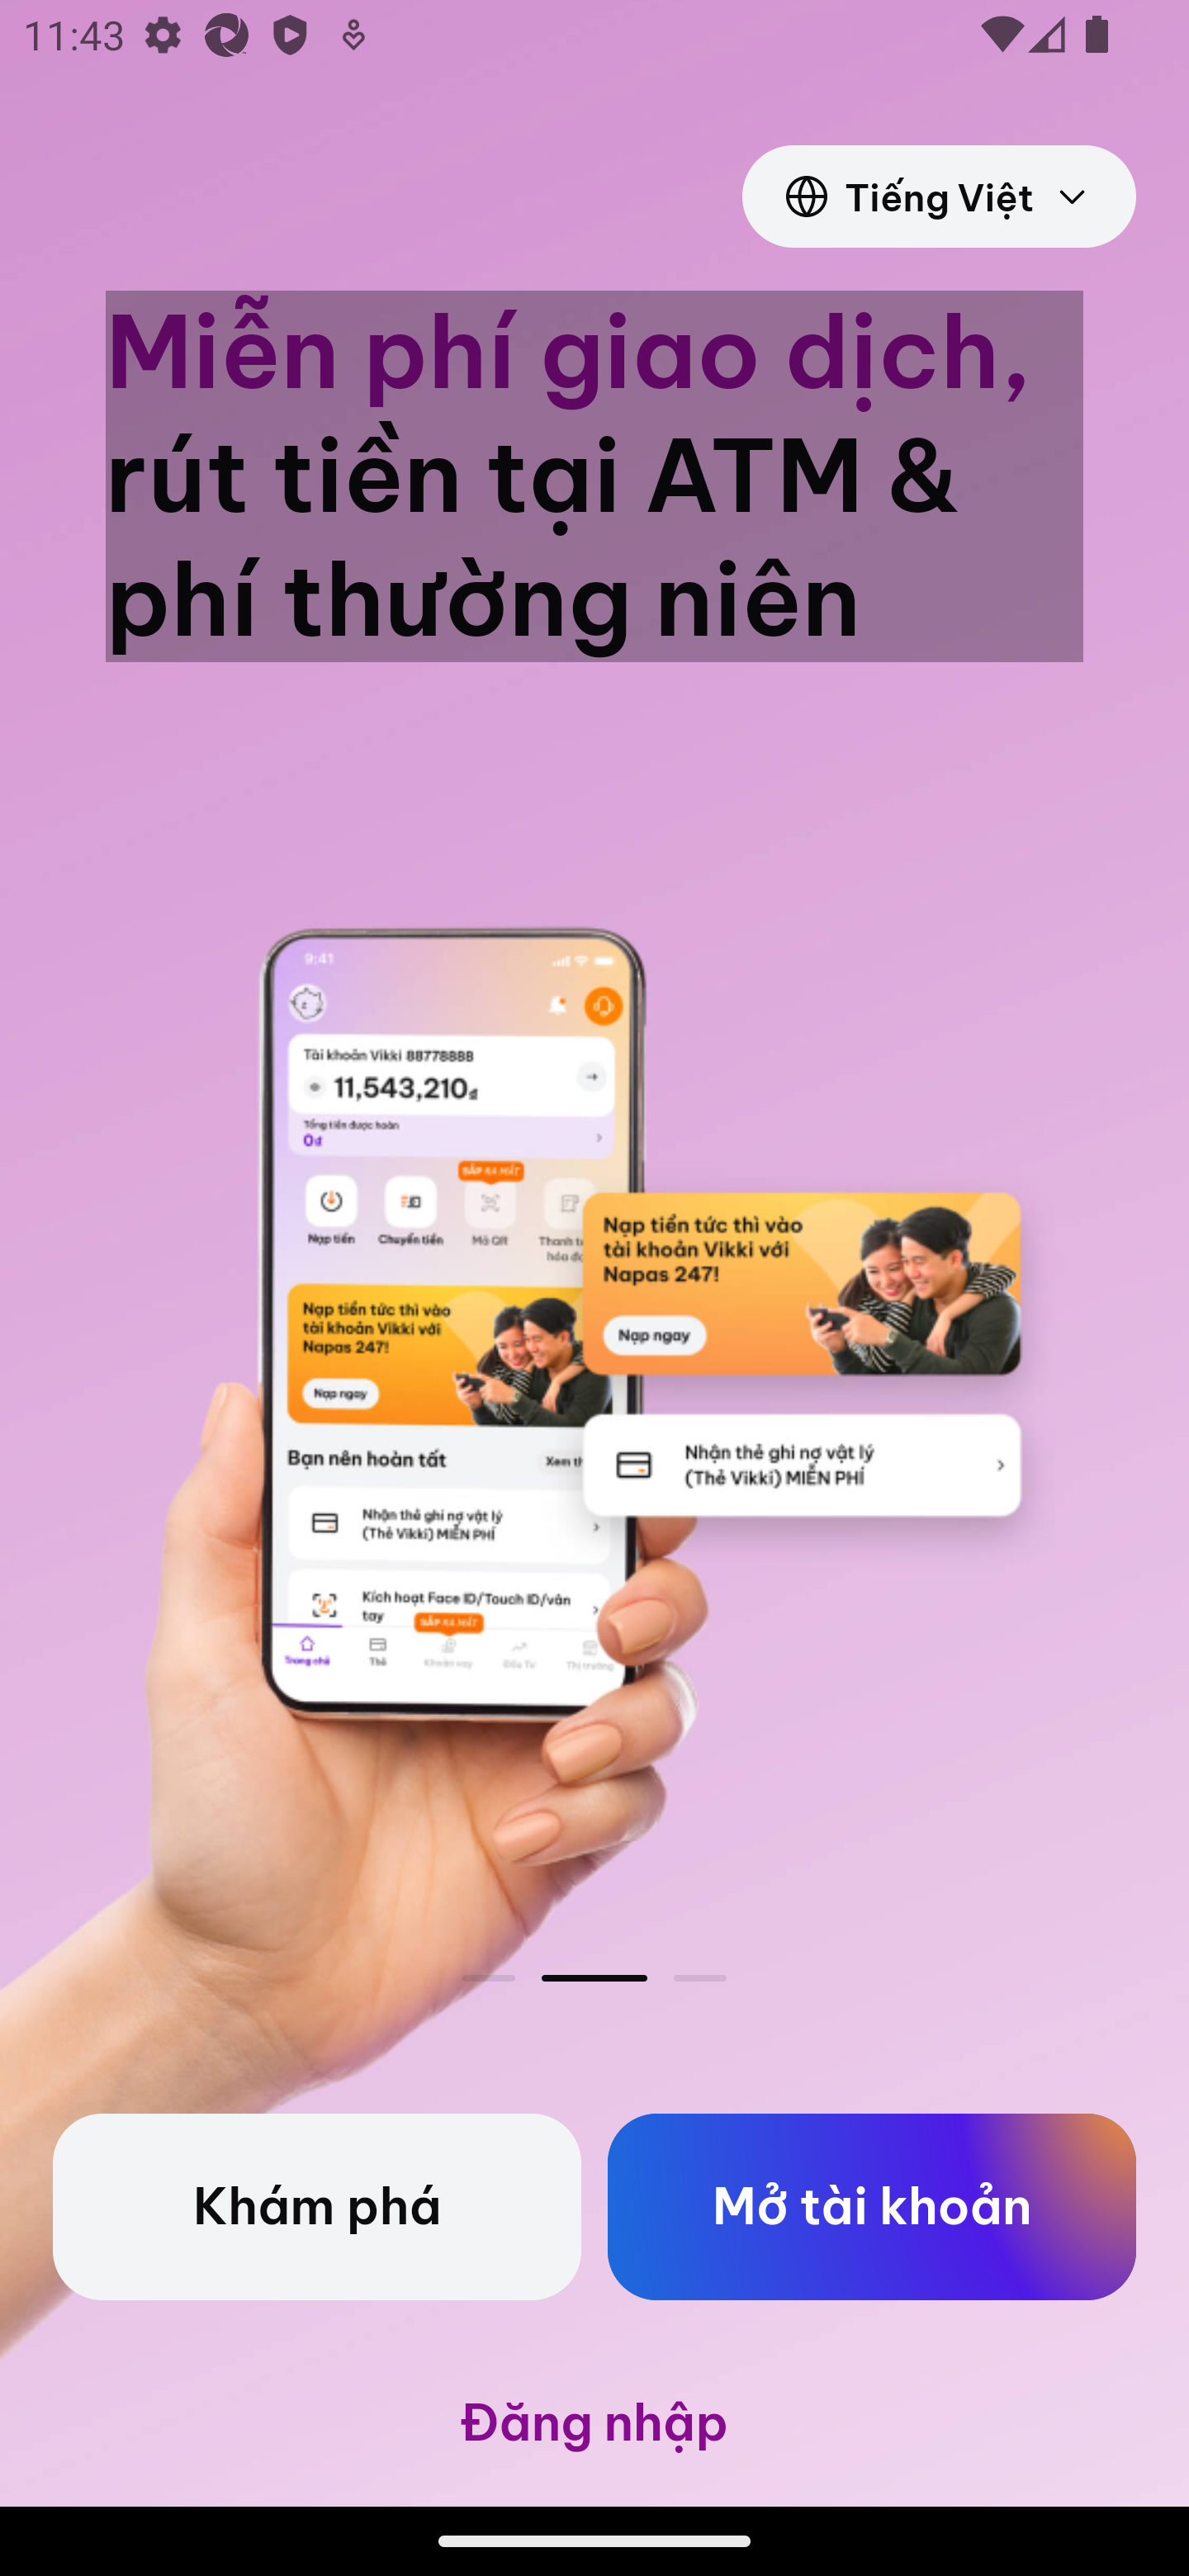 11:43
Tiếng Việt
Miễn phí giao dịch,
rút tiền tại ATM &
phí thường niên
9:41
Tài khoản Vikki 88778888
11,543,210đ
Tổng tiền được hoàn
0đ
SẮP RA MẮT
Nạp tiền
Chuyển tiền
Mã QR
Thanh t
hóa đơ
Nạp tiền tức thì vào
tài khoản Vikki với
Napas 247!
Nạp ngay
Nạp tiền tức thì vào
tài khoản Vikki với
Napas 247!
Nạp ngay
Bạn nên hoàn tất
Xem th
Nhận thẻ ghi nợ vật lý
(Thẻ Vikki) MIỄN PHÍ
Nhận thẻ ghi nợ vật lý
(Thẻ Vikki) MIỄN PHÍ
Kích hoạt Face ID/Touch ID/vân
tay
SẮP RA MẮT
Trang chủ
Thẻ
Khoản vay
Đầu Tư
Thị trường
Khám phá
Mở tài khoản
Đăng nhập